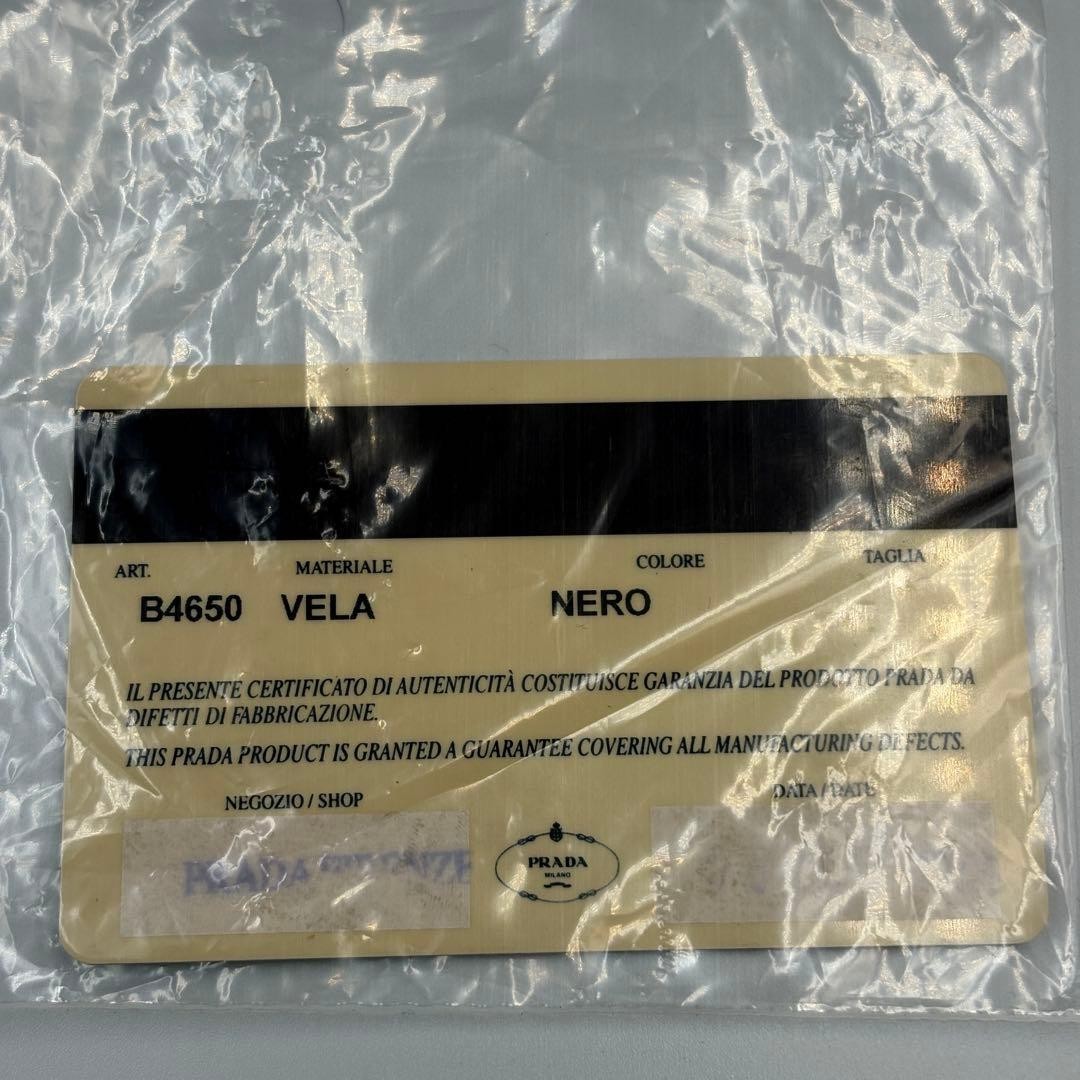 ART. MATERIALE COLORE TAGLIA
B4650 VELA NERO
IL PRESENTE CERTIFICATO DI AUTENTICITÀ COSTITUISCE GARANZIA DEL PRODOTTO PRADA DA
DIFETTI DI FABBRICAZIONE.
THIS PRADA PRODUCT IS GRANTED A GUARANTEE COVERING ALL MANUFACTURING DEFECTS.
NEGOZIO / SHOP
DATA / DATE
PRADA
PRADA
MILANO